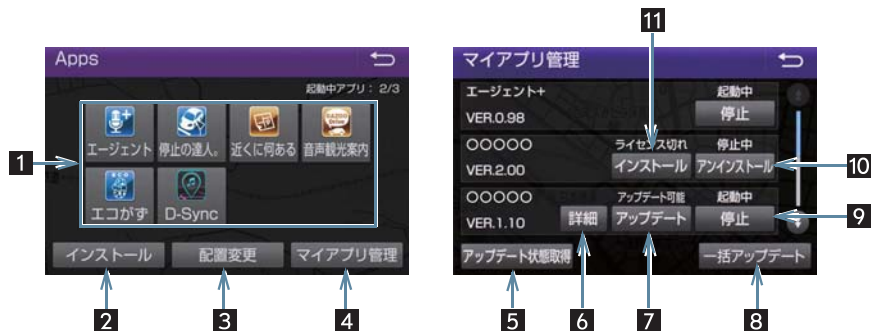 11
Apps
起動中アプリ： 2/3
エージェント 停止の達人。 近くに何ある 音声観光案内
エコがず D-Sync
インストール 配置変更 マイアプリ管理
1
2 3 4
マイアプリ管理
エージェント+ 起動中
VER.0.98 停止
○○○○○ ライセンス切れ 停止中
VER.2.00 インストール アンインストール
○○○○○ アップデート可能 起動中
VER.1.10 詳細 アップデート 停止
アップデート状態取得 一括アップデート
10
9
5 6 7 8